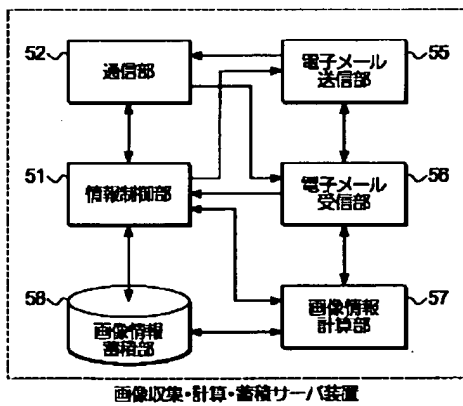 52
通信部
55
電子メール
送信部
51
情報制御部
56
電子メール
受信部
58
画像情報
蓄積部
57
画像情報
計算部
画像収集・計算・蓄積サーバ装置